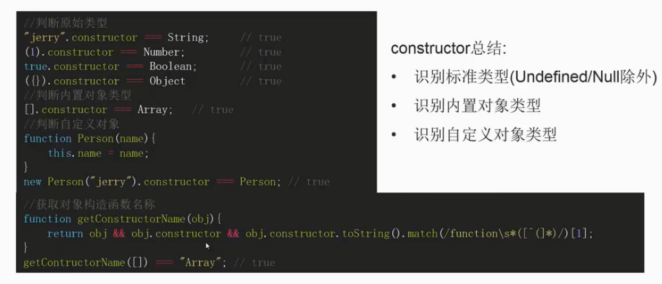 //判断原始类型
"jerry".constructor === String;      // true
(1).constructor === Number;          // true
true.constructor === Boolean;        // true
({}).constructor === Object          // true
//判断内置对象类型
[].constructor === Array;   // true
//判断自定义对象
function Person(name){
    this.name = name;
}
new Person("jerry").constructor === Person; // true
constructor总结:
• 识别标准类型(Undefined/Null除外)
• 识别内置对象类型
• 识别自定义对象类型
//获取对象构造函数名称
function getConstructorName(obj){
    return obj && obj.constructor && obj.constructor.toString().match(/function\s*([^(]*)/)[1];
}
getContructorName([]) === "Array"; // true